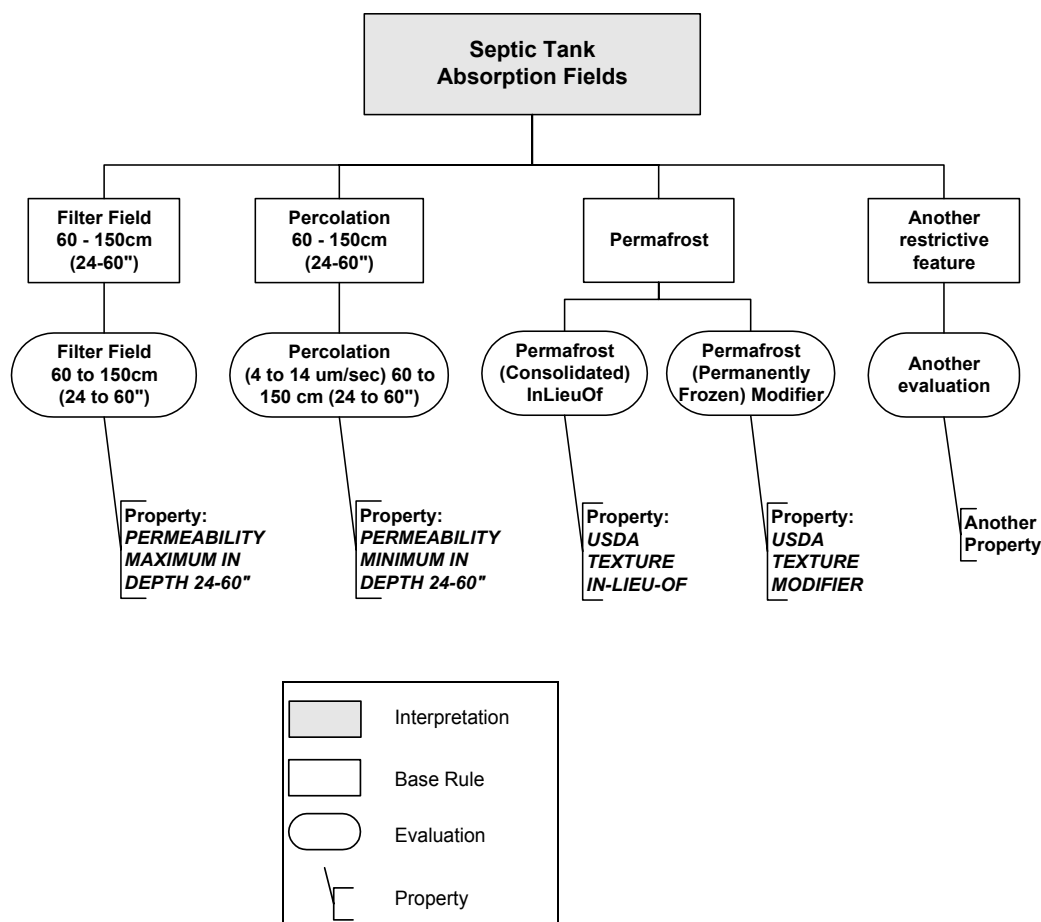 Septic Tank
Absorption Fields
Filter Field
60 - 150cm
(24-60")
Percolation
60 - 150cm
(24-60")
Permafrost
Another
restrictive
feature
Filter Field
60 to 150cm
(24 to 60")
Percolation
(4 to 14 um/sec) 60 to
150 cm (24 to 60")
Permafrost
(Consolidated)
InLieuOf
Permafrost
(Permanently
Frozen) Modifier
Another
evaluation
Property:
PERMEABILITY
MAXIMUM IN
DEPTH 24-60"
Property:
PERMEABILITY
MINIMUM IN
DEPTH 24-60"
Property:
USDA
TEXTURE
IN-LIEU-OF
Property:
USDA
TEXTURE
MODIFIER
Another
Property
Interpretation
Base Rule
Evaluation
Property